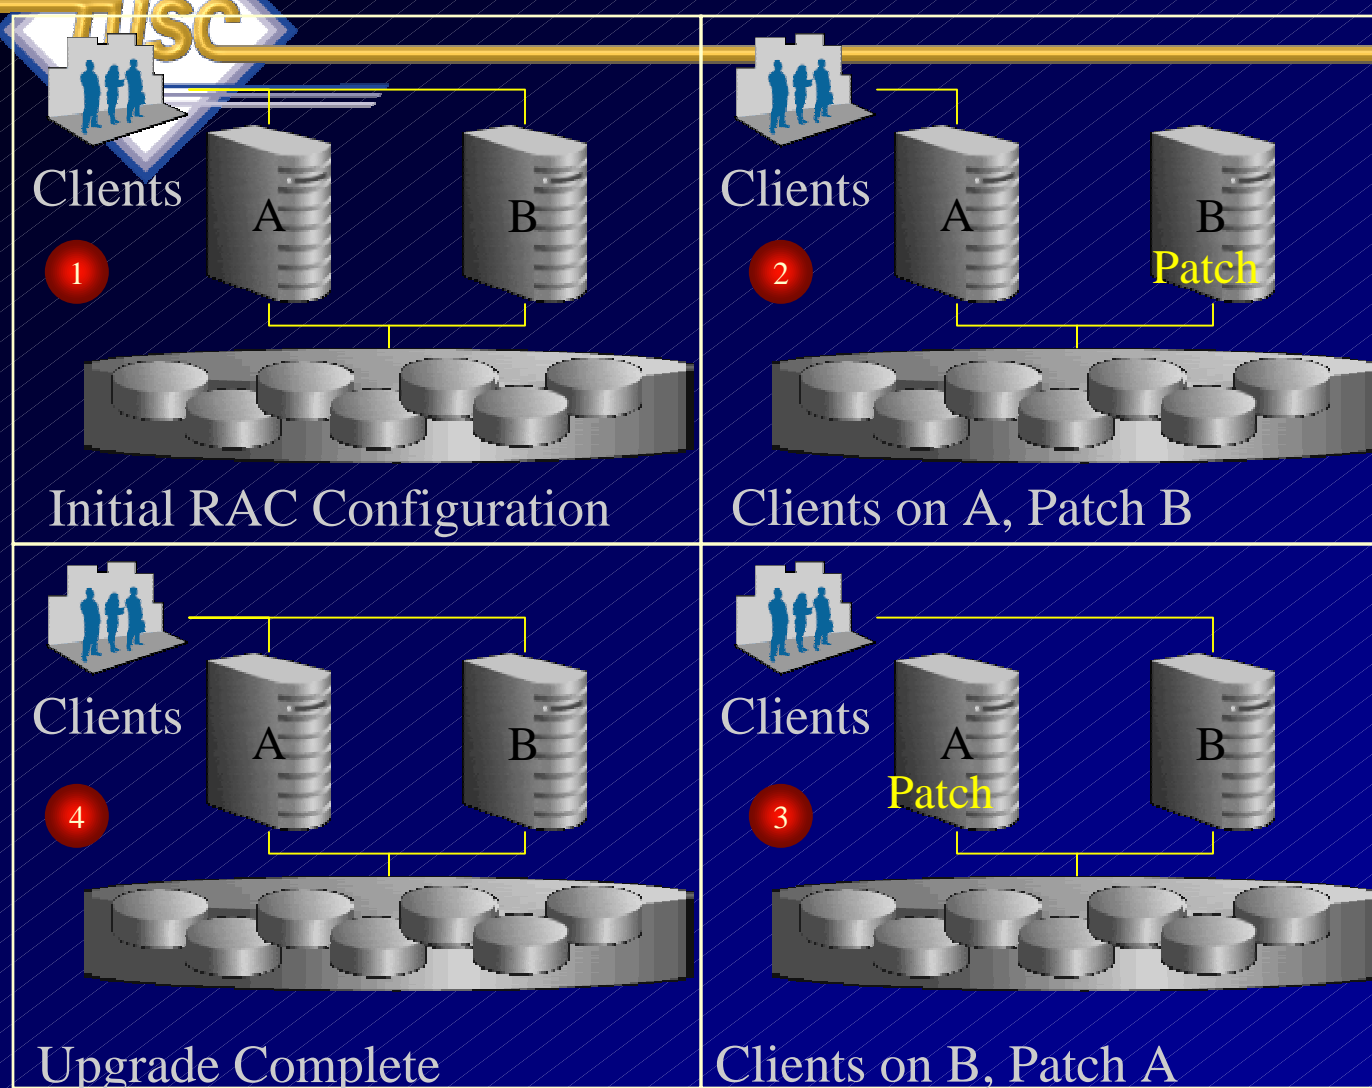 Clients
A
B
1
Initial RAC Configuration
Clients
A
B
Patch
2
Clients on A, Patch B
Clients
A
Patch
B
3
Clients on B, Patch A
Clients
A
B
4
Upgrade Complete